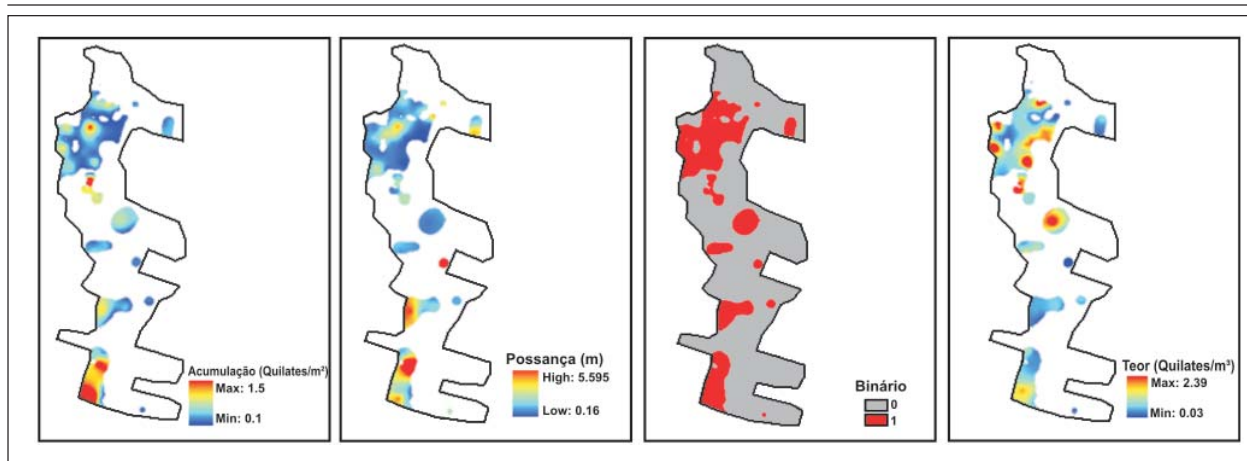 Acumulação (Quilates/m²)
Max: 1.5
Min: 0.1
Possança (m)
High: 5.595
Low: 0.16
Binário
0
1
Teor (Quilates/m³)
Max: 2.39
Min: 0.03